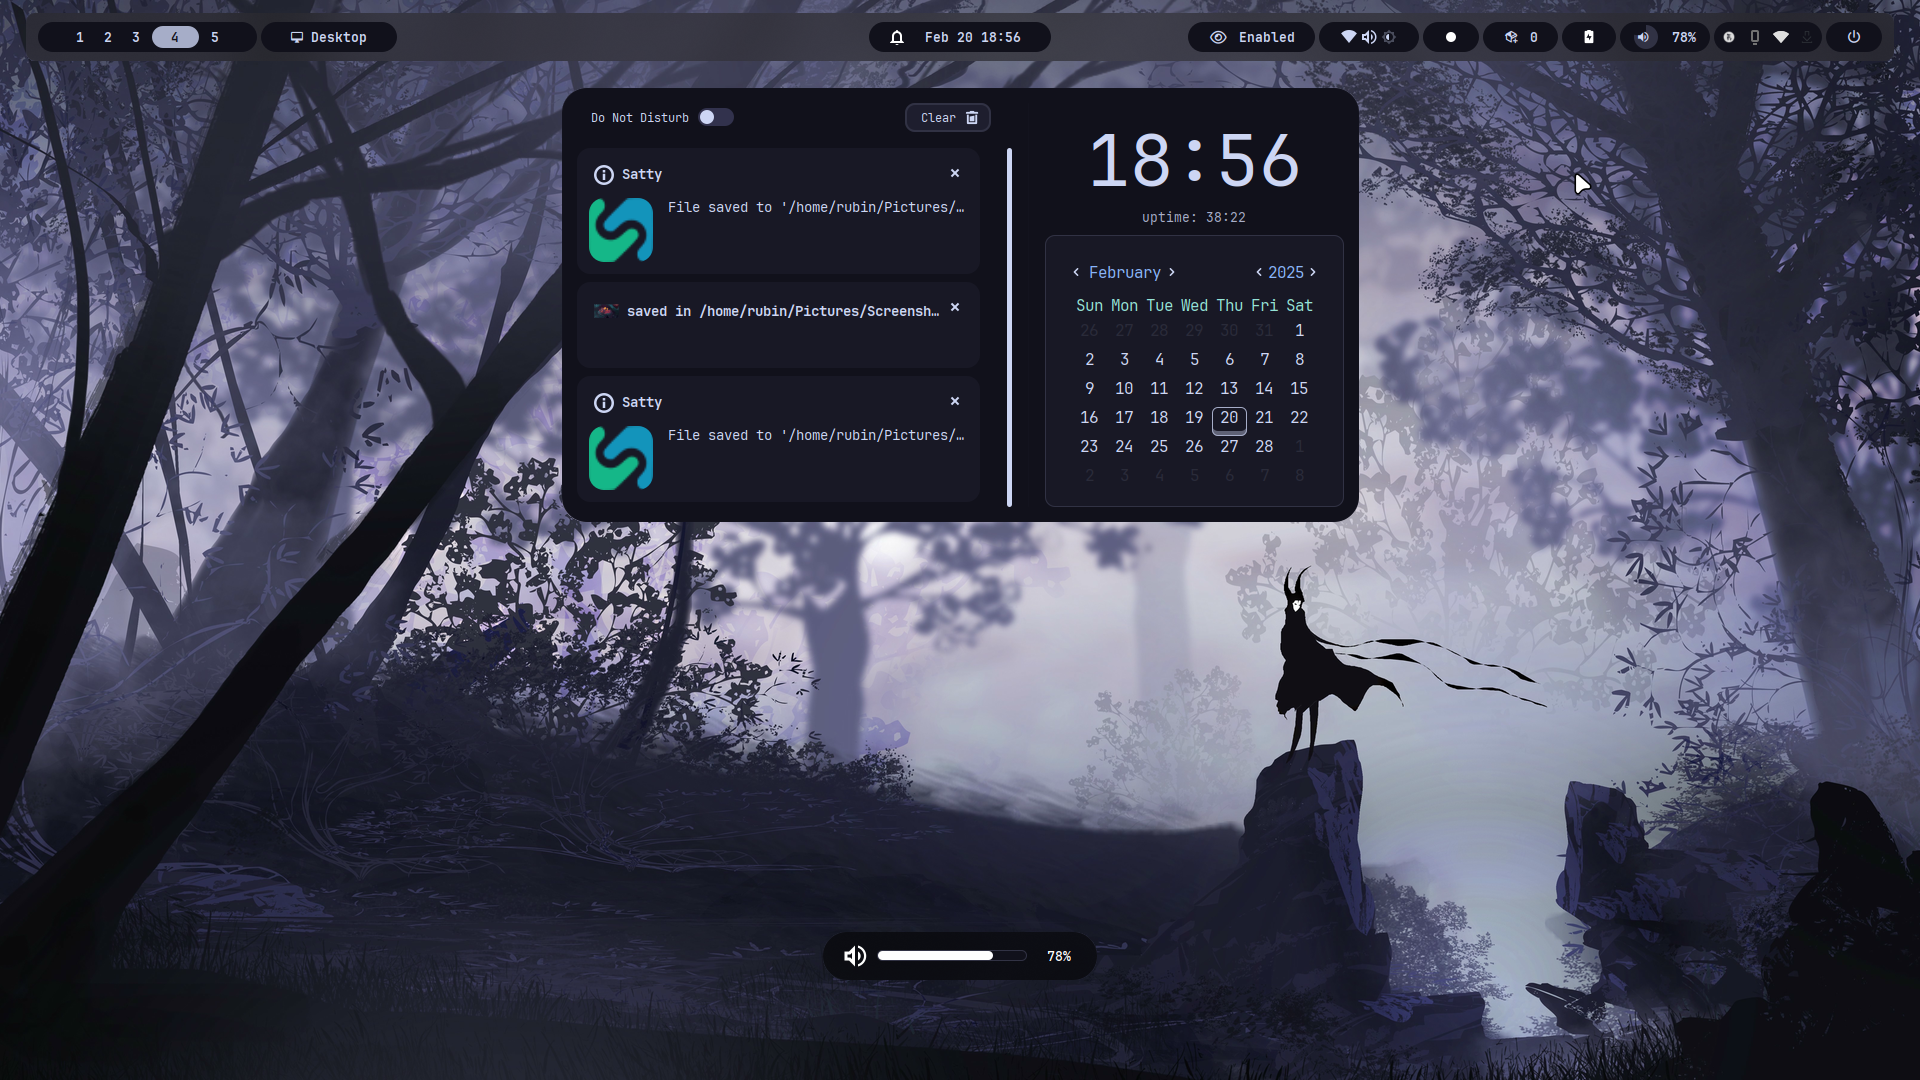 1 2 3 4 5 Desktop Feb 20 18:56 Enabled 0 78%
Do Not Disturb Clear
Satty
File saved to '/home/rubin/Pictures/…
saved in /home/rubin/Pictures/Screensh…
Satty
File saved to '/home/rubin/Pictures/…
18:56
uptime: 38:22
February 2025
Sun Mon Tue Wed Thu Fri Sat
26 27 28 29 30 31 1
2 3 4 5 6 7 8
9 10 11 12 13 14 15
16 17 18 19 20 21 22
23 24 25 26 27 28 1
2 3 4 5 6 7 8
78%